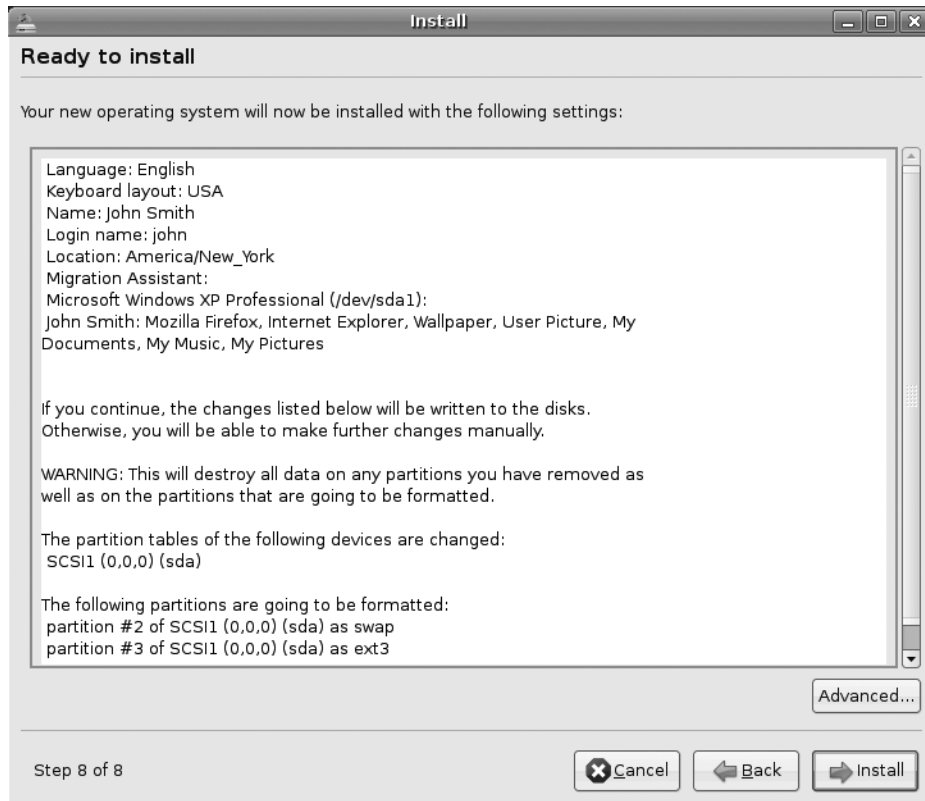 Install
Ready to install
Your new operating system will now be installed with the following settings:
Language: English
Keyboard layout: USA
Name: John Smith
Login name: john
Location: America/New_York
Migration Assistant:
Microsoft Windows XP Professional (/dev/sda1):
John Smith: Mozilla Firefox, Internet Explorer, Wallpaper, User Picture, My
Documents, My Music, My Pictures
If you continue, the changes listed below will be written to the disks.
Otherwise, you will be able to make further changes manually.
WARNING: This will destroy all data on any partitions you have removed as
well as on the partitions that are going to be formatted.
The partition tables of the following devices are changed:
SCSI1 (0,0,0) (sda)
The following partitions are going to be formatted:
partition #2 of SCSI1 (0,0,0) (sda) as swap
partition #3 of SCSI1 (0,0,0) (sda) as ext3
Advanced...
Step 8 of 8
Cancel
Back
Install